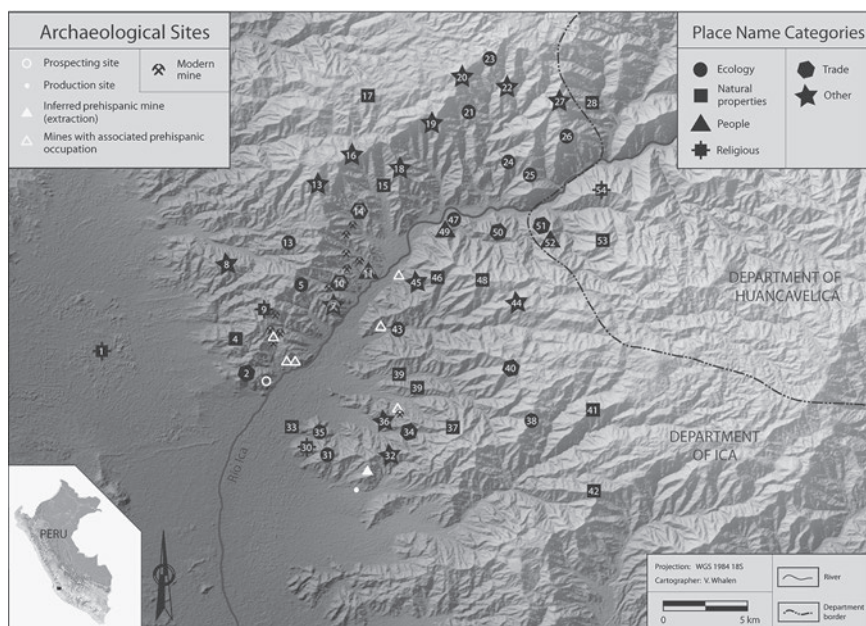 Archaeological Sites
Prospecting site
Production site
Inferred prehispanic mine
(extraction)
Mines with associated prehispanic
occupation
Modern
mine
Place Name Categories
Ecology
Natural
properties
People
Religious
Trade
Other
23
20
22
17
27
28
21
19
26
16
18
24
25
13
15
54
14
47
49
50
51
52
53
13
11
8
5
10
45
46
48
DEPARTMENT OF
HUANCAVELICA
44
9
43
4
1
40
2
39
39
41
36
38
33
35
34
37
DEPARTMENT
OF ICA
30
31
32
42
Río Ica
PERU
Projection: WGS 1984 18S
Cartographer: V. Whalen
0 5 km
River
Department
border